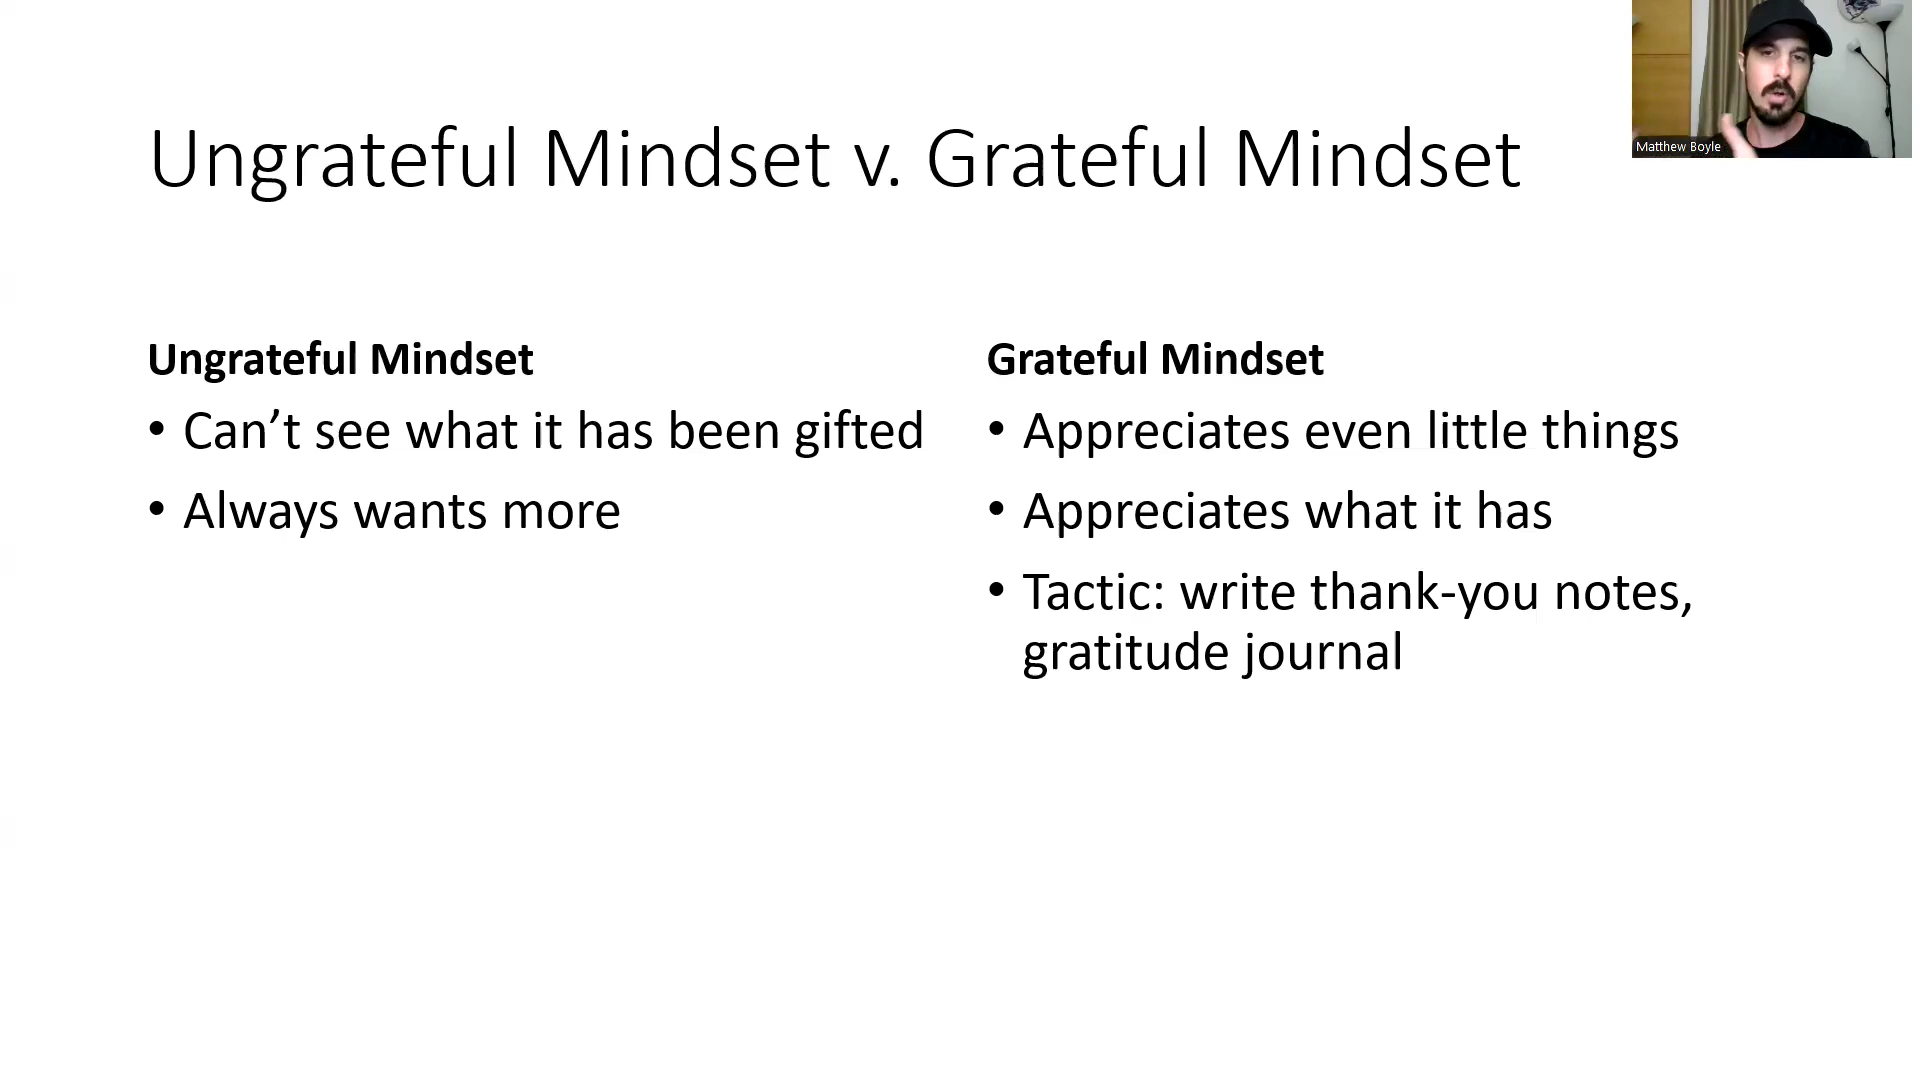 Ungrateful Mindset v. Grateful Mindset
Matthew Boyle
Ungrateful Mindset
• Can’t see what it has been gifted
• Always wants more
Grateful Mindset
• Appreciates even little things
• Appreciates what it has
• Tactic: write thank-you notes,
gratitude journal